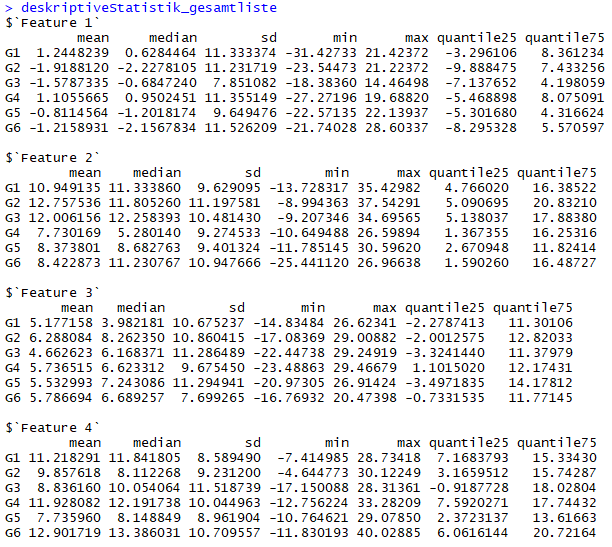 > deskriptiveStatistik_gesamtliste
$`Feature 1`
mean median sd min max quantile25 quantile75
G1 1.2448239 0.6284464 11.333374 -31.42733 21.42372 -3.296106 8.361234
G2 -1.9188120 -2.2278105 11.231719 -23.54473 21.22372 -9.888475 7.433256
G3 -1.5787335 -0.6847240 7.851082 -18.38360 14.46498 -7.137652 4.198059
G4 1.1055665 0.9502451 11.355149 -27.27196 19.68820 -5.468898 8.075091
G5 -0.8114564 -1.2018174 9.649476 -22.57135 22.13937 -5.301680 4.316624
G6 -1.2158931 -2.1567834 11.526209 -21.74028 28.60337 -8.295328 5.570597
$`Feature 2`
mean median sd min max quantile25 quantile75
G1 10.949135 11.333860 9.629095 -13.728317 35.42982 4.766020 16.38522
G2 12.757536 11.805260 11.197581 -8.994363 37.54291 5.090695 20.83210
G3 12.006156 12.258393 10.481430 -9.207346 34.69565 5.138037 17.88380
G4 7.730169 5.280140 9.274533 -10.649488 26.59894 1.367355 16.25316
G5 8.373801 8.682763 9.401324 -11.785145 30.59620 2.670948 11.82414
G6 8.422873 11.230767 10.947666 -25.441120 26.96638 1.590260 16.48727
$`Feature 3`
mean median sd min max quantile25 quantile75
G1 5.177158 3.982181 10.675237 -14.83484 26.62341 -2.2787413 11.30106
G2 6.288084 8.262350 10.860415 -17.08369 29.00882 -2.0012575 12.82033
G3 4.662623 6.168371 11.286489 -22.44738 29.24919 -3.3241440 11.37979
G4 5.736515 6.623312 9.675450 -23.48863 29.46679 1.1015020 12.17431
G5 5.532993 7.243086 11.294941 -20.97305 26.91424 -3.4971835 14.17812
G6 5.786694 6.689257 7.699265 -16.76932 20.47398 -0.7331535 11.77145
$`Feature 4`
mean median sd min max quantile25 quantile75
G1 11.218291 11.841805 8.589490 -7.414985 28.73418 7.1683793 15.33430
G2 9.857618 8.112268 9.231200 -4.644773 30.12249 3.1659512 15.74287
G3 8.836160 10.054064 11.518739 -17.150088 28.31361 -0.9187728 18.02804
G4 11.928082 12.191738 10.044963 -12.756224 33.28209 7.5920271 17.74432
G5 7.735960 8.148849 8.961904 -10.764621 29.07850 2.3723137 13.61663
G6 12.901719 13.386031 10.709557 -11.830193 40.02885 6.0616144 20.72164